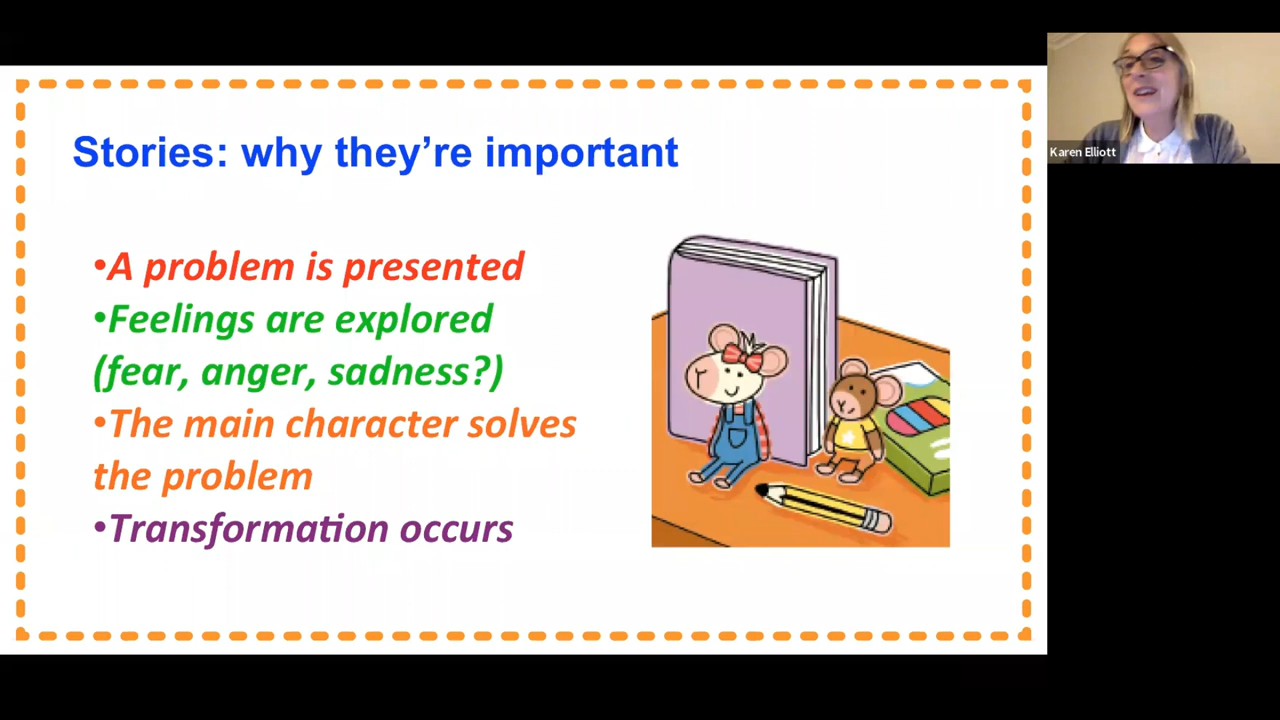 Stories: why they’re important
•A problem is presented
•Feelings are explored
(fear, anger, sadness?)
•The main character solves
the problem
•Transformation occurs
Karen Elliott